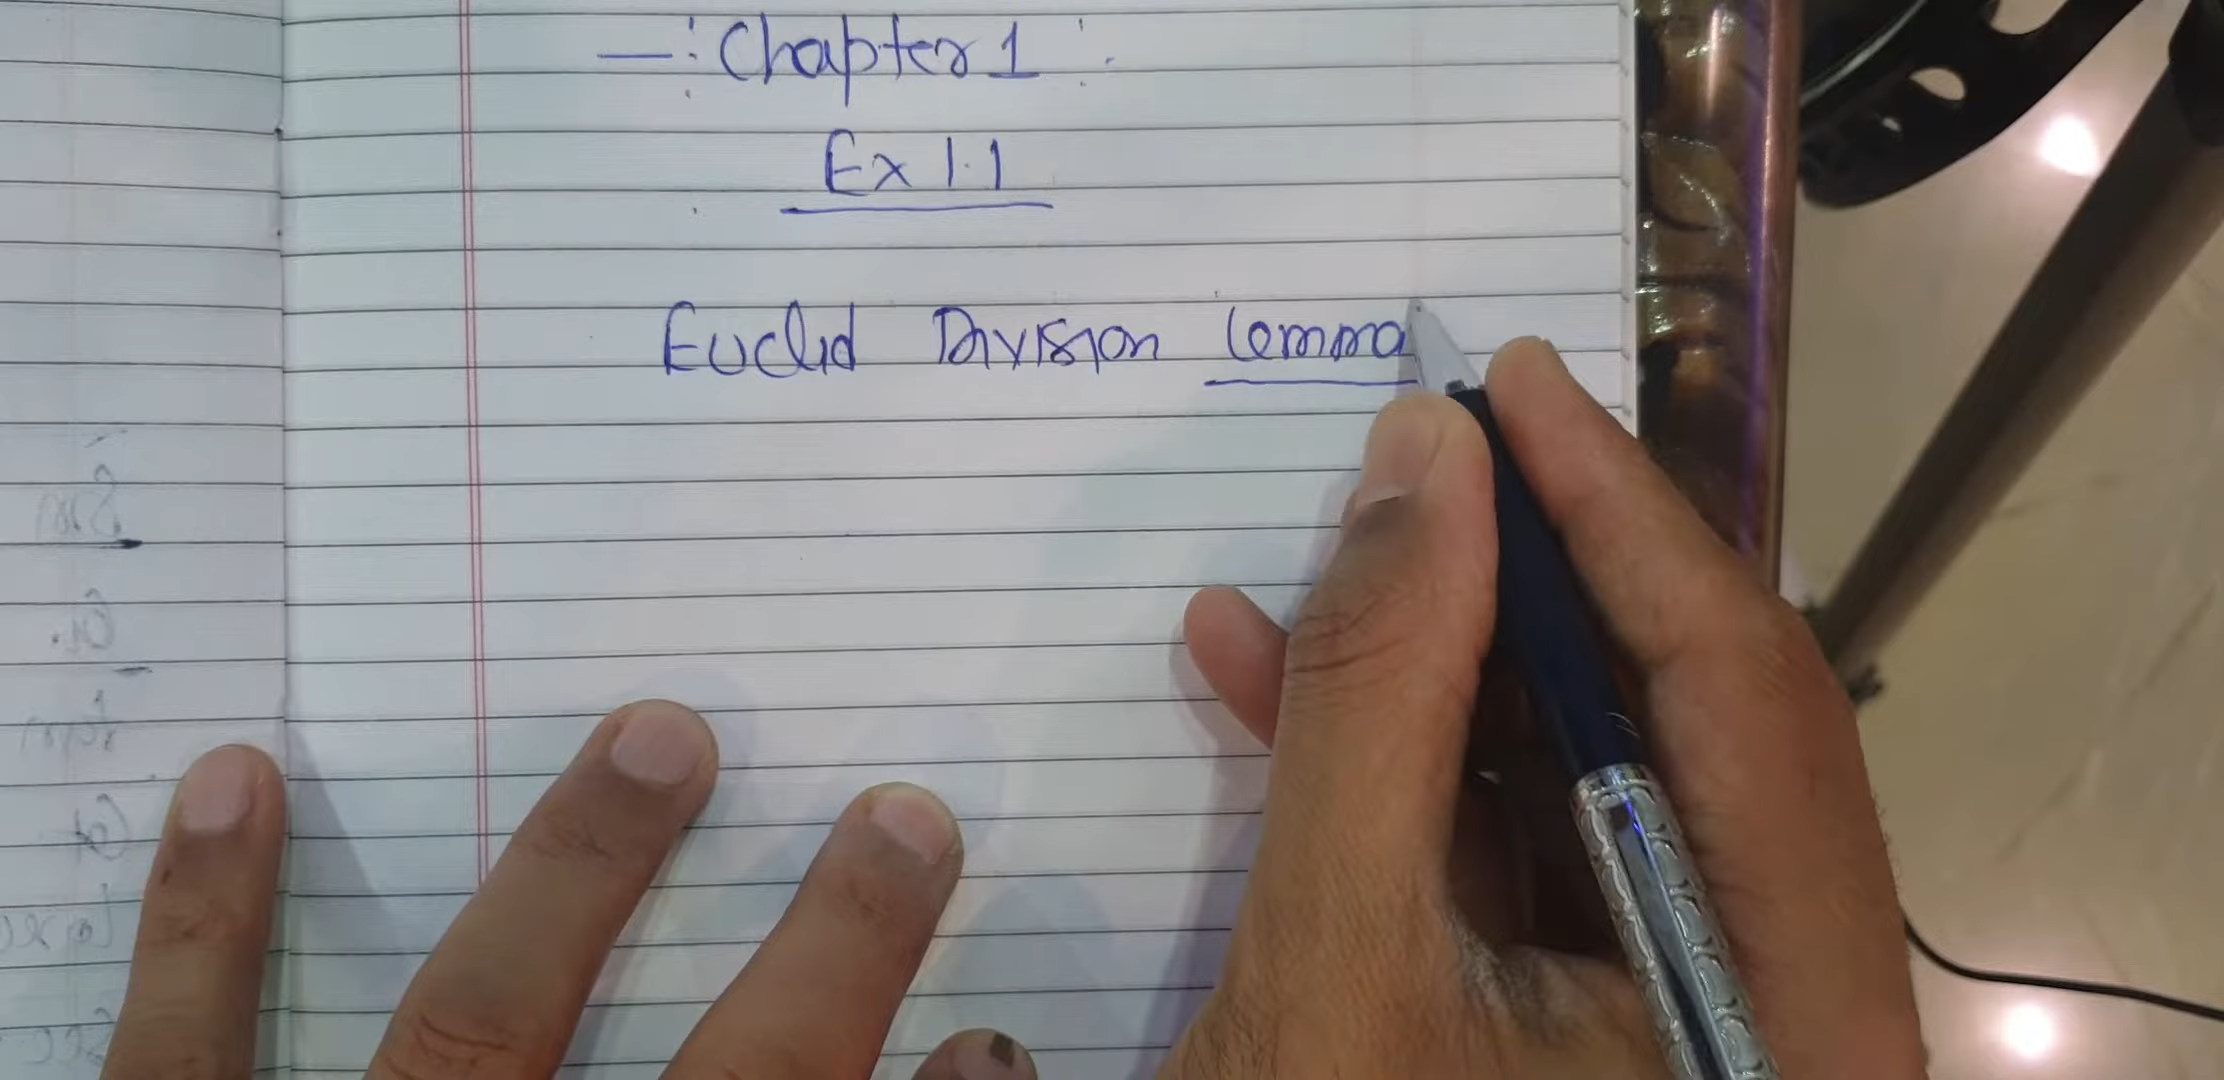 —: Chapter 1 :
Ex 1.1
Euclid Division Lemma